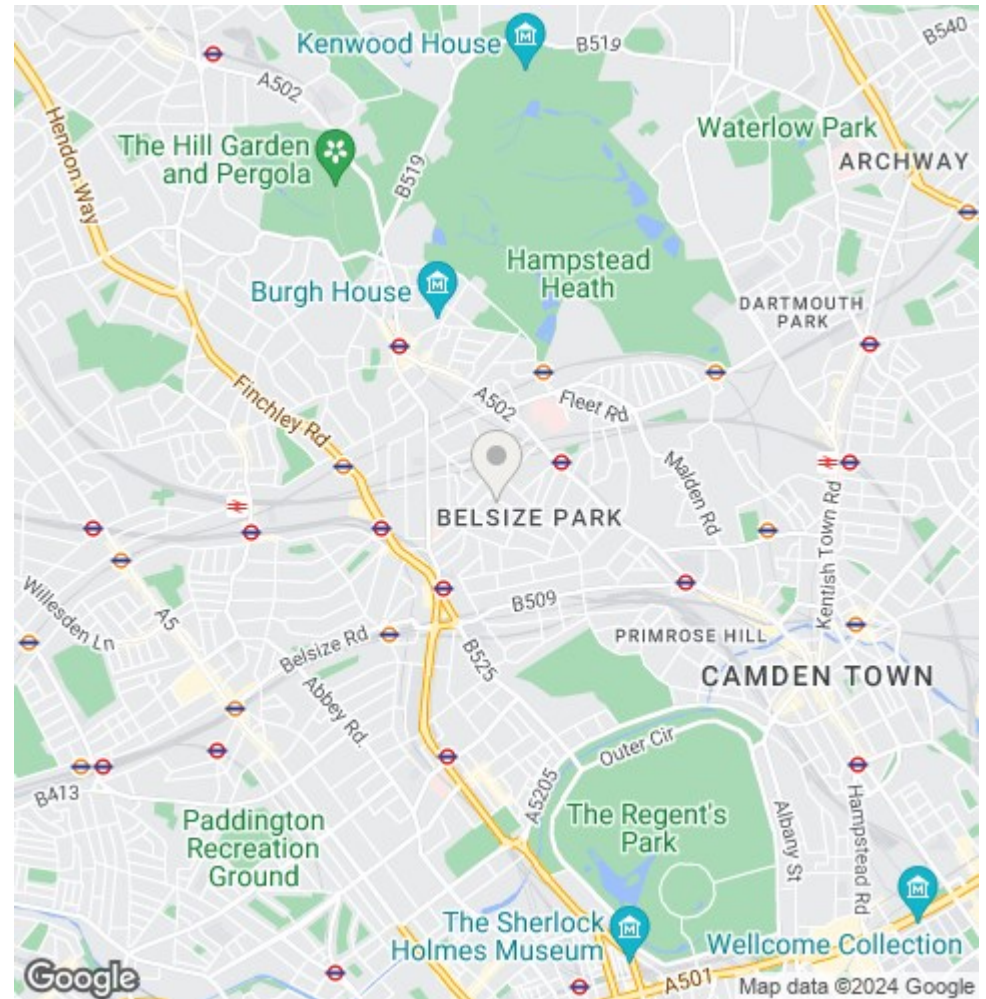 Kenwood House
B519
B540
A502
Hendon Way
The Hill Garden
and Pergola
B519
Waterlow Park
ARCHWAY
Hampstead
Heath
Burgh House
DARTMOUTH
PARK
Finchley Rd
A502
Fleet Rd
Malden Rd
BELSIZE PARK
Kentish Town Rd
Willesden Ln
A5
B509
Belsize Rd
B525
PRIMROSE HILL
Abbey Rd.
CAMDEN TOWN
Outer Cir
B413
A5205
Paddington
Recreation
Ground
The Regent's
Park
Albany St
Hampstead Rd
The Sherlock
Holmes Museum
Wellcome Collection
A501
Google
Map data ©2024 Google